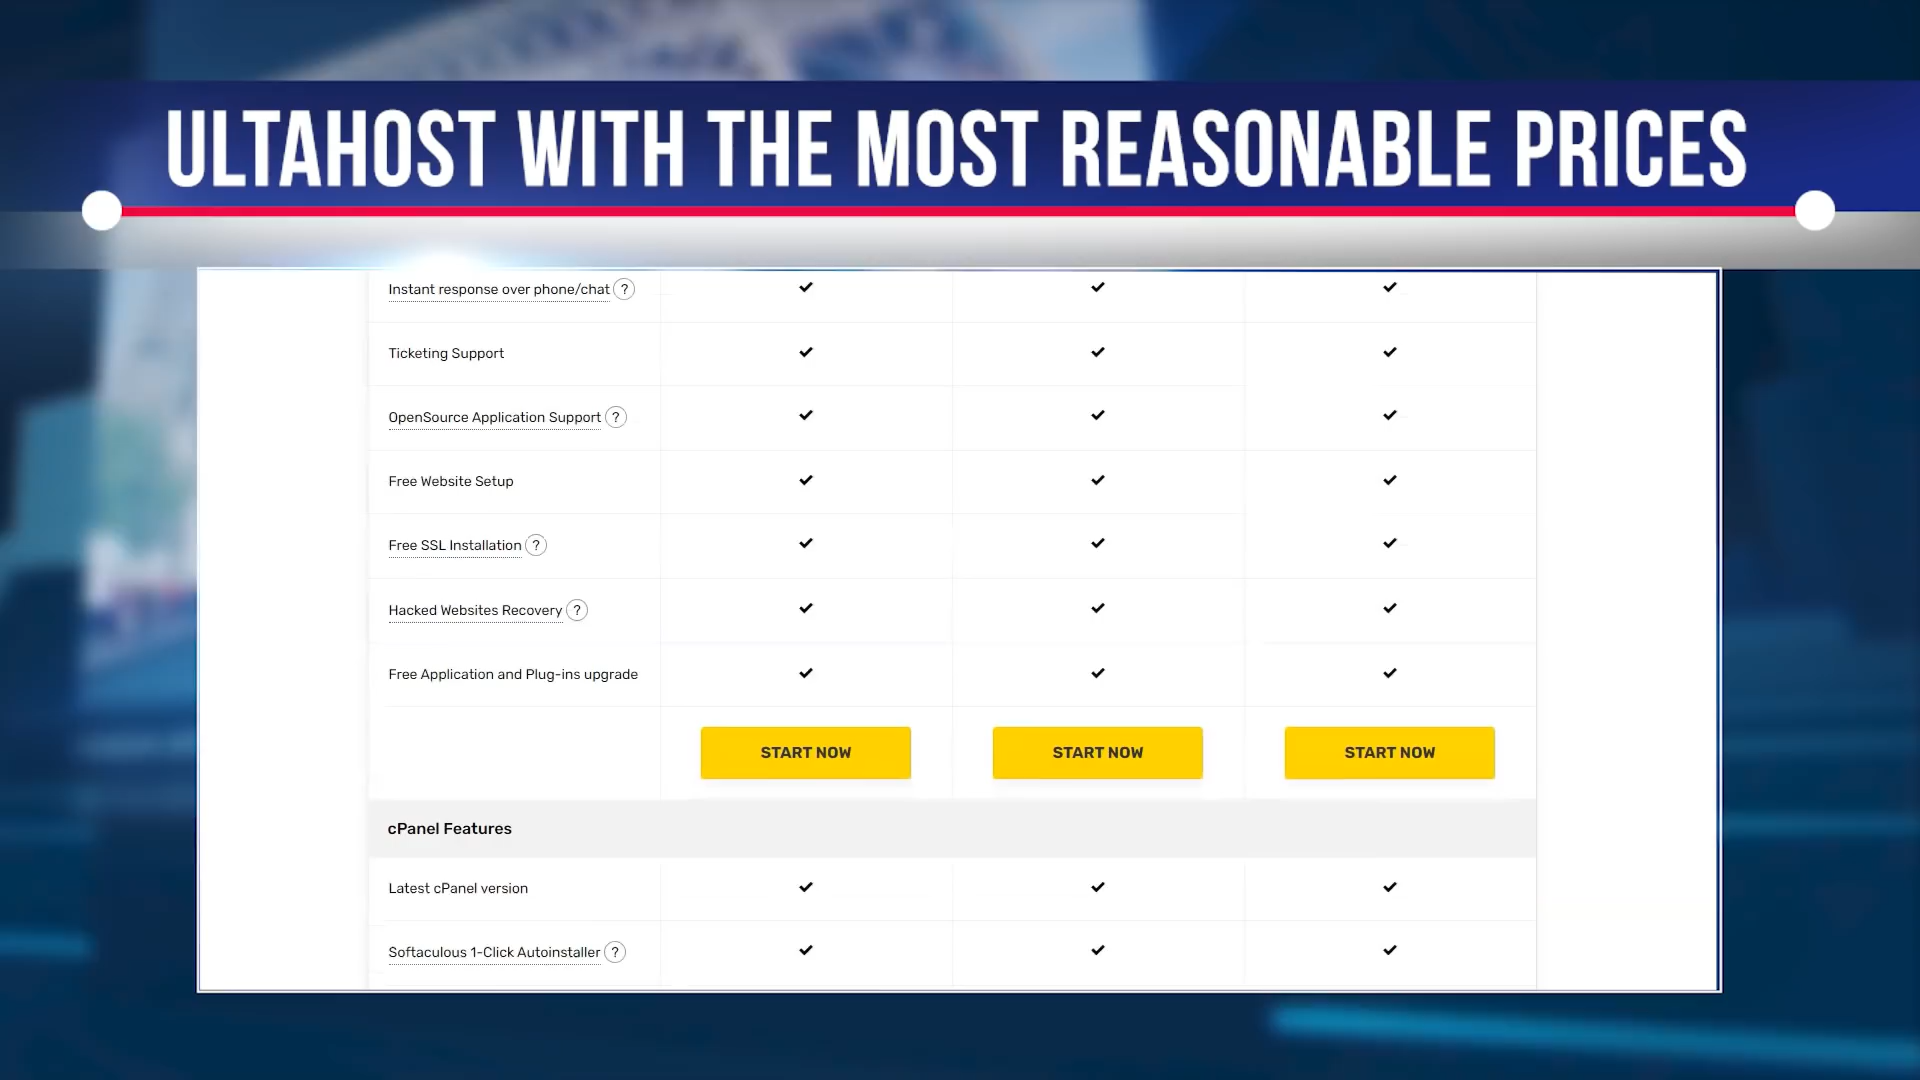 ULTAHOST WITH THE MOST REASONABLE PRICES
Instant response over phone/chat ?
Ticketing Support
OpenSource Application Support ?
Free Website Setup
Free SSL Installation ?
Hacked Websites Recovery ?
Free Application and Plug-ins upgrade
START NOW START NOW START NOW
cPanel Features
Latest cPanel version
Softaculous 1-Click Autoinstaller ?